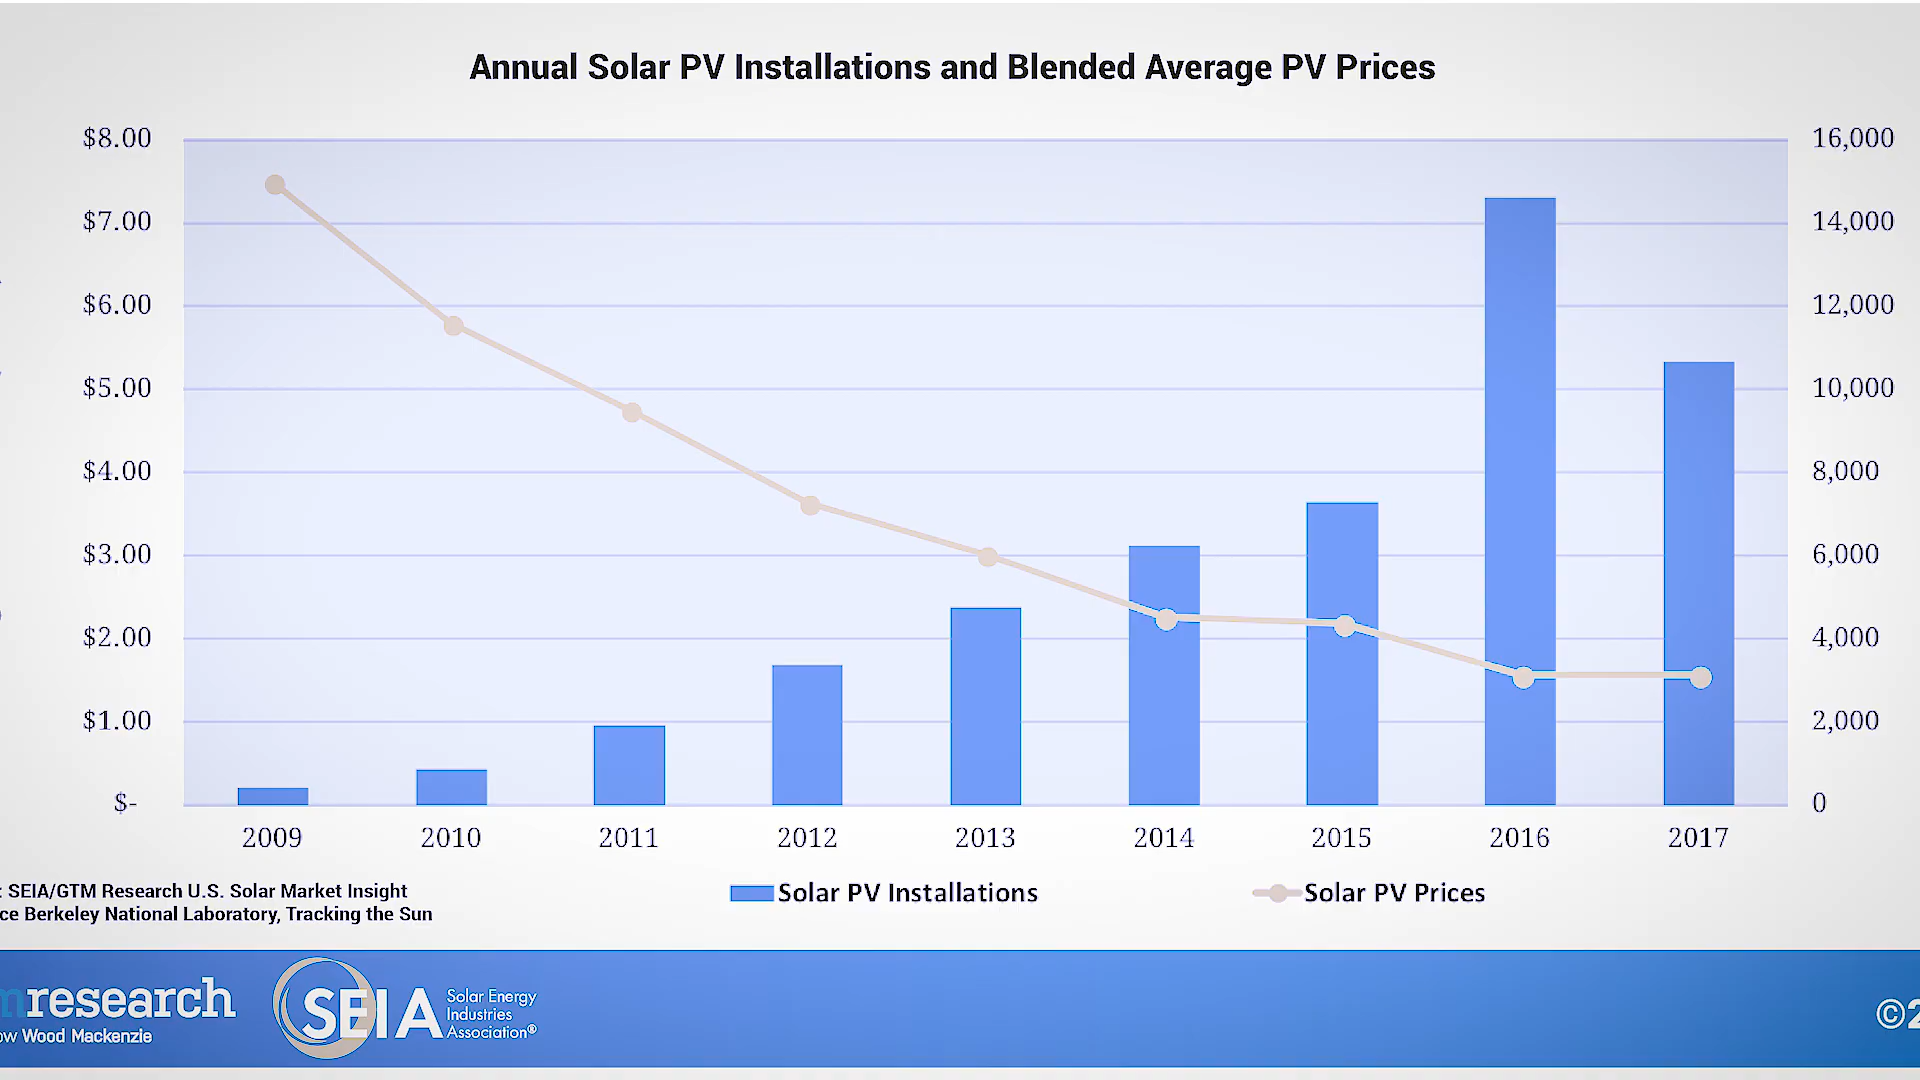 Annual Solar PV Installations and Blended Average PV Prices
$8.00
$7.00
$6.00
$5.00
$4.00
$3.00
$2.00
$1.00
$-
16,000
14,000
12,000
10,000
8,000
6,000
4,000
2,000
0
2009 2010 2011 2012 2013 2014 2015 2016 2017
Solar PV Installations Solar PV Prices
: SEIA/GTM Research U.S. Solar Market Insight
ce Berkeley National Laboratory, Tracking the Sun
mresearch
ow Wood Mackenzie
SEIA
Solar Energy
Industries
Association®
©2